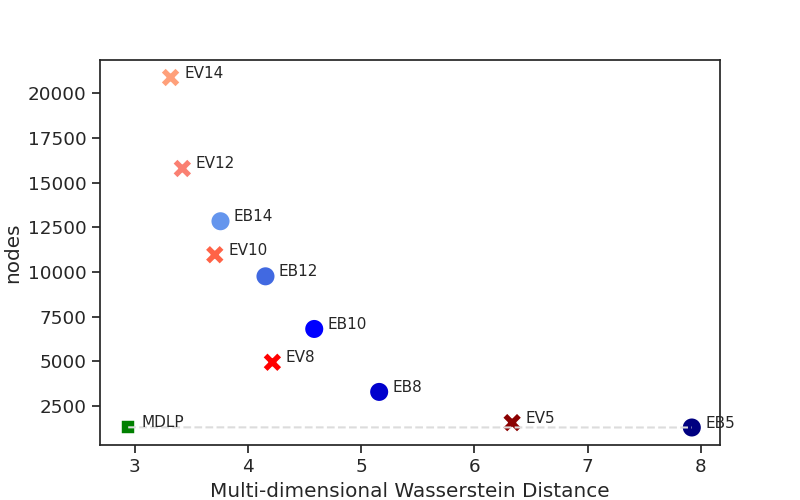 EV14
20000
17500
EV12
15000
EB14
12500
EV10
EB12
10000
nodes
7500
EB10
EV8
5000
EB8
2500
MDLP
EV5
EB5
3 4 5 6 7 8
Multi-dimensional Wasserstein Distance